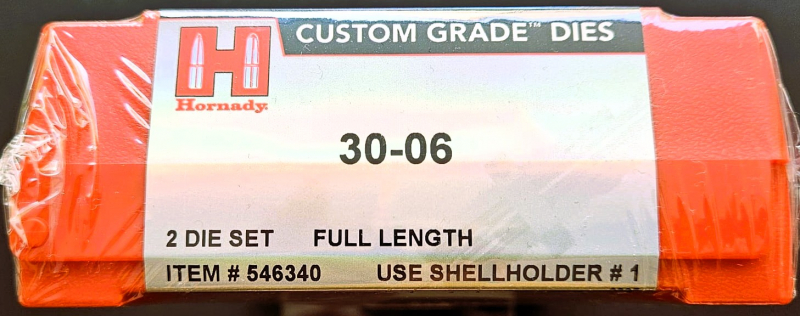 CUSTOM GRADE™ DIES
Hornady.
30-06
2 DIE SET FULL LENGTH
ITEM # 546340 USE SHELLHOLDER # 1